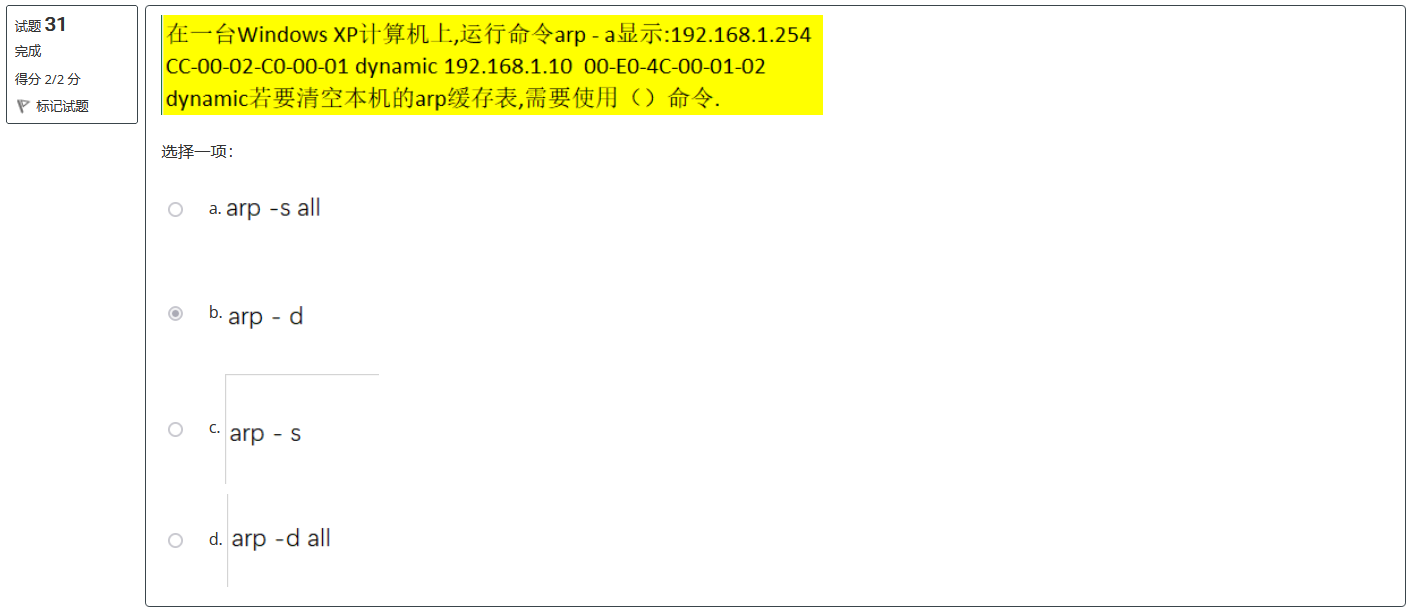 试题 31
完成
得分 2/2 分
标记试题
在一台Windows XP计算机上,运行命令arp - a显示:192.168.1.254
CC-00-02-C0-00-01 dynamic 192.168.1.10  00-E0-4C-00-01-02
dynamic若要清空本机的arp缓存表,需要使用（）命令.
选择一项：
a. arp -s all
b. arp - d
c. arp - s
d. arp -d all